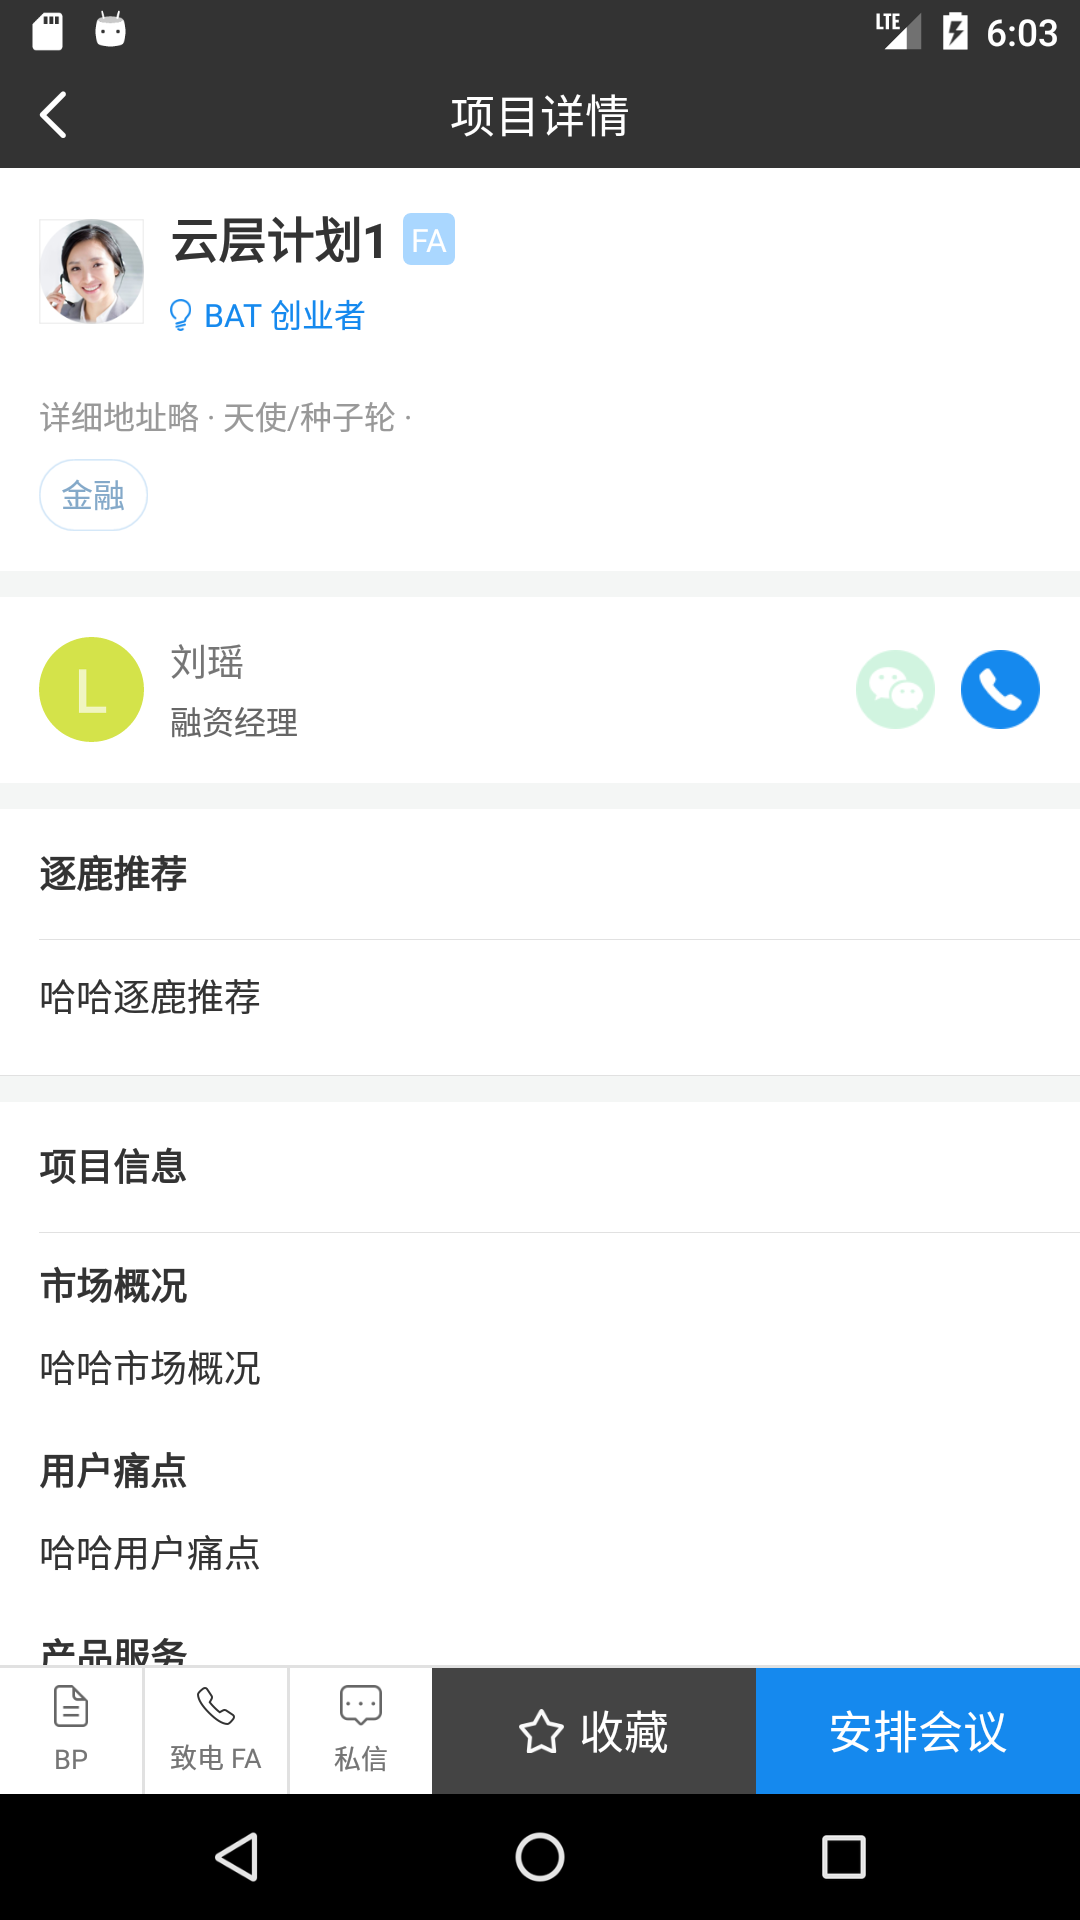 LTE 6:03
项目详情
云层计划1 FA
BAT 创业者
详细地址略 · 天使/种子轮 ·
金融
L 刘瑶
融资经理
逐鹿推荐
哈哈逐鹿推荐
项目信息
市场概况
哈哈市场概况
用户痛点
哈哈用户痛点
产品服务
BP 致电 FA 私信 收藏 安排会议